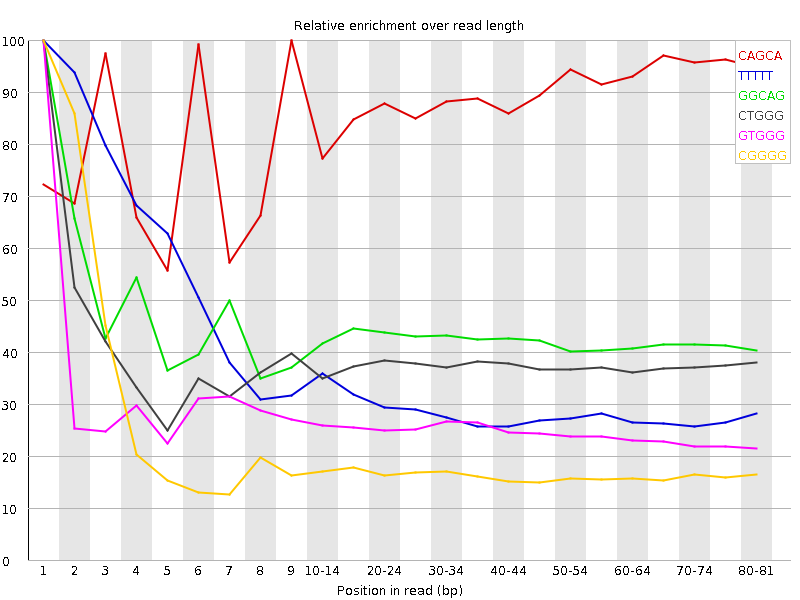 Relative enrichment over read length
100
90
80
70
60
50
40
30
20
10
0
CAGCA
TTTTT
GGCAG
CTGGG
GTGGG
CGGGG
1 2 3 4 5 6 7 8 9 10-14 20-24 30-34 40-44 50-54 60-64 70-74 80-81
Position in read (bp)